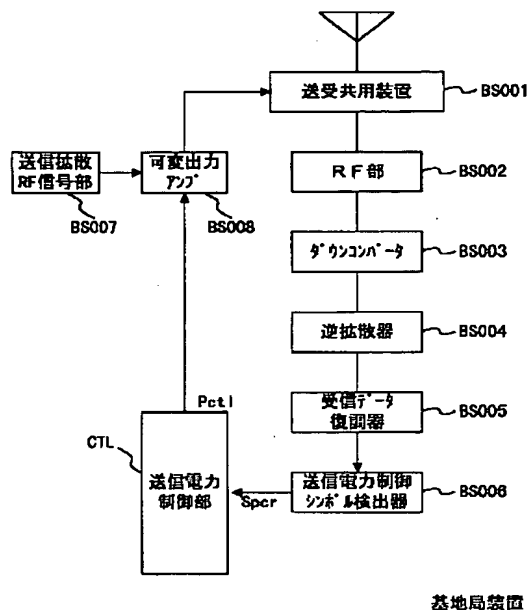 送受共用装置
BS001
送信拡散
RF信号部
BS007
可変出力
アンプ
BS008
RF部
BS002
ダウンコンバータ
BS003
逆拡散器
BS004
受信データ
復調器
BS005
Pctl
CTL
送信電力
制御部
Spcr
送信電力制御
シンボル検出器
BS006
基地局装置